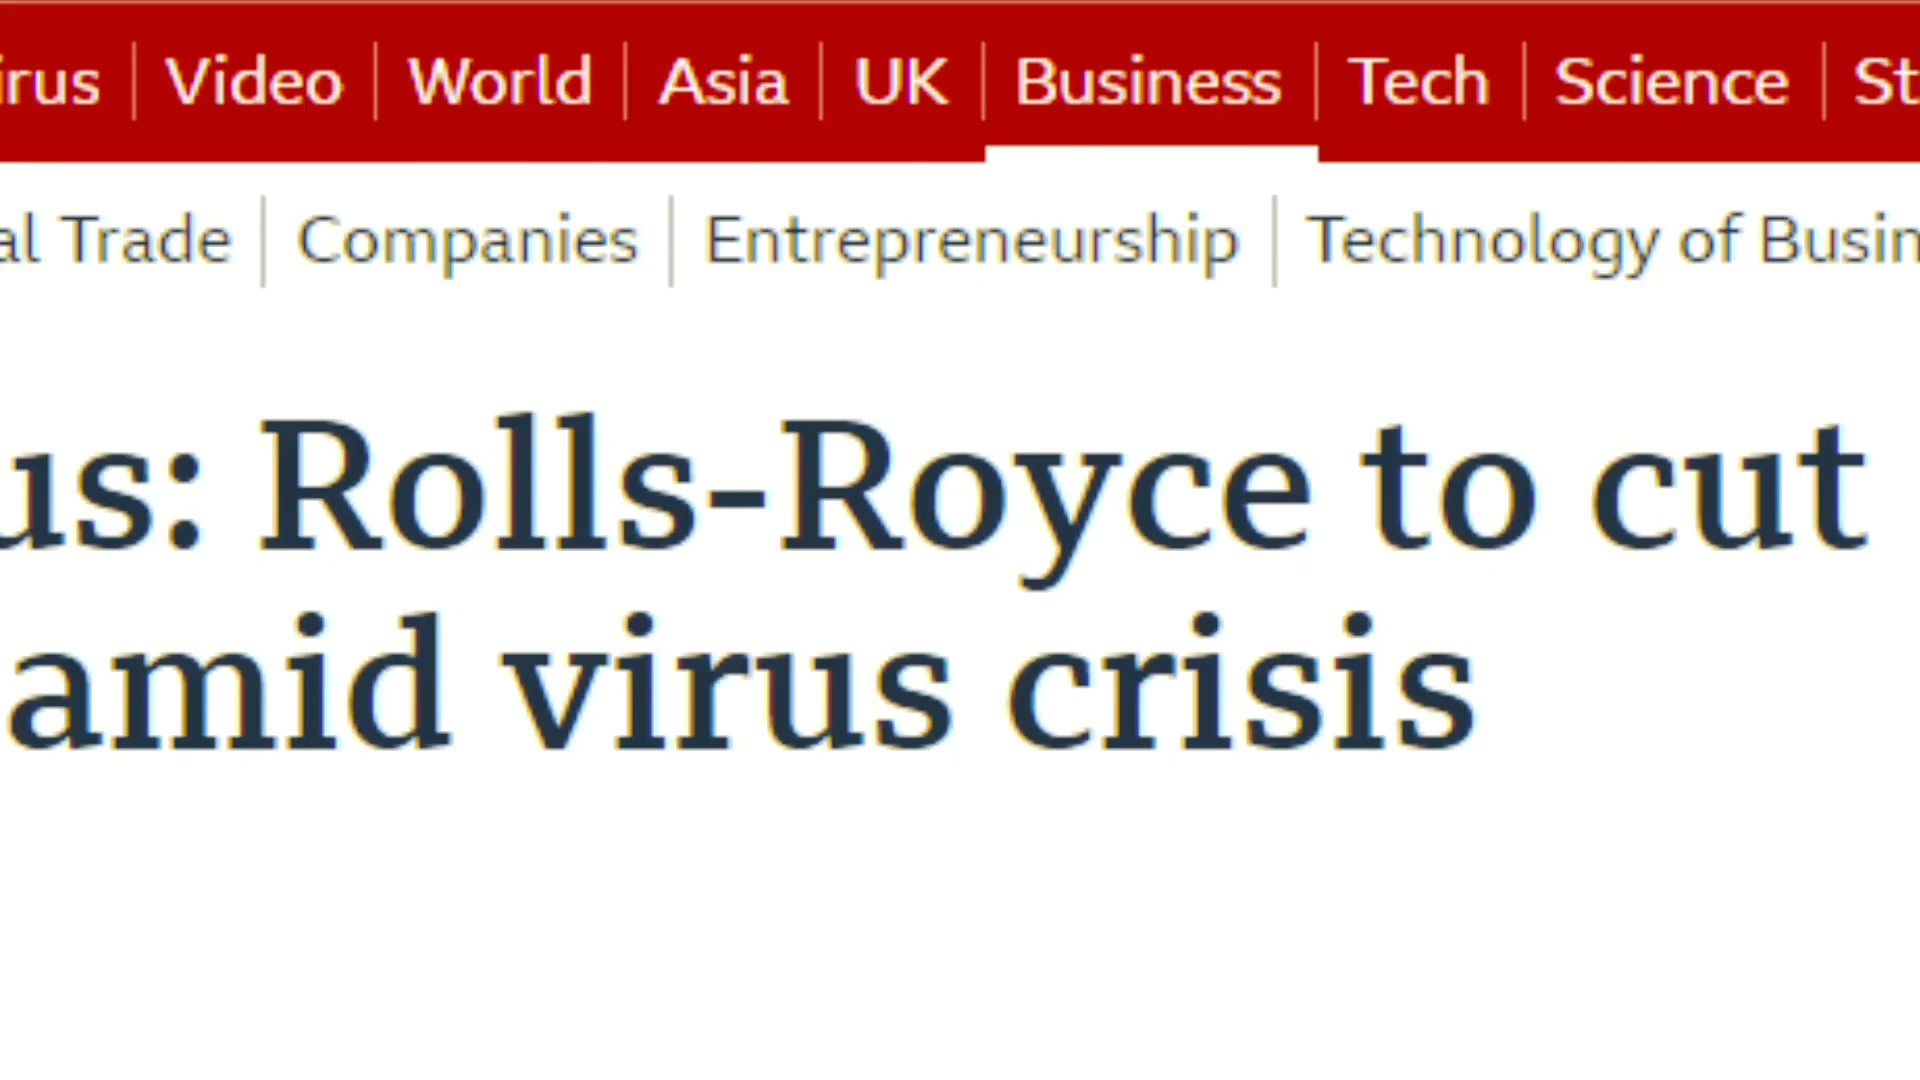 irus Video World Asia UK Business Tech Science St
al Trade Companies Entrepreneurship Technology of Busin
us: Rolls-Royce to cut
amid virus crisis